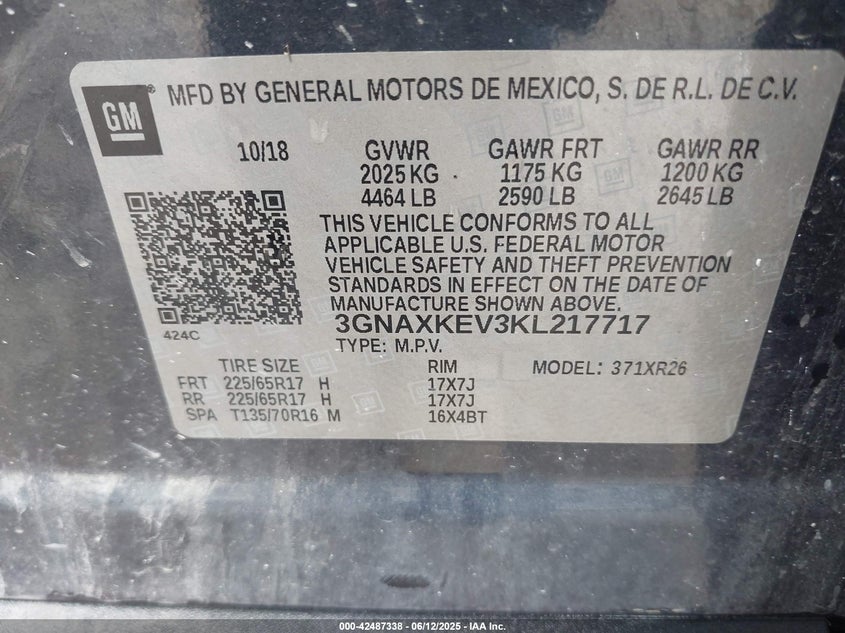 GM
MFD BY GENERAL MOTORS DE MEXICO, S. DE R.L. DE C.V.
10/18 GVWR GAWR FRT GAWR RR
2025 KG 1175 KG 1200 KG
4464 LB 2590 LB 2645 LB
THIS VEHICLE CONFORMS TO ALL
APPLICABLE U.S. FEDERAL MOTOR
VEHICLE SAFETY AND THEFT PREVENTION
STANDARDS IN EFFECT ON THE DATE OF
MANUFACTURE SHOWN ABOVE.
3GNAXKEV3KL217717
424C
TYPE: M.P.V.
TIRE SIZE RIM MODEL: 371XR26
FRT 225/65R17 H 17X7J
RR 225/65R17 H 17X7J
SPA T135/70R16 M 16X4BT
000-42487338 - 06/12/2025 - IAA Inc.